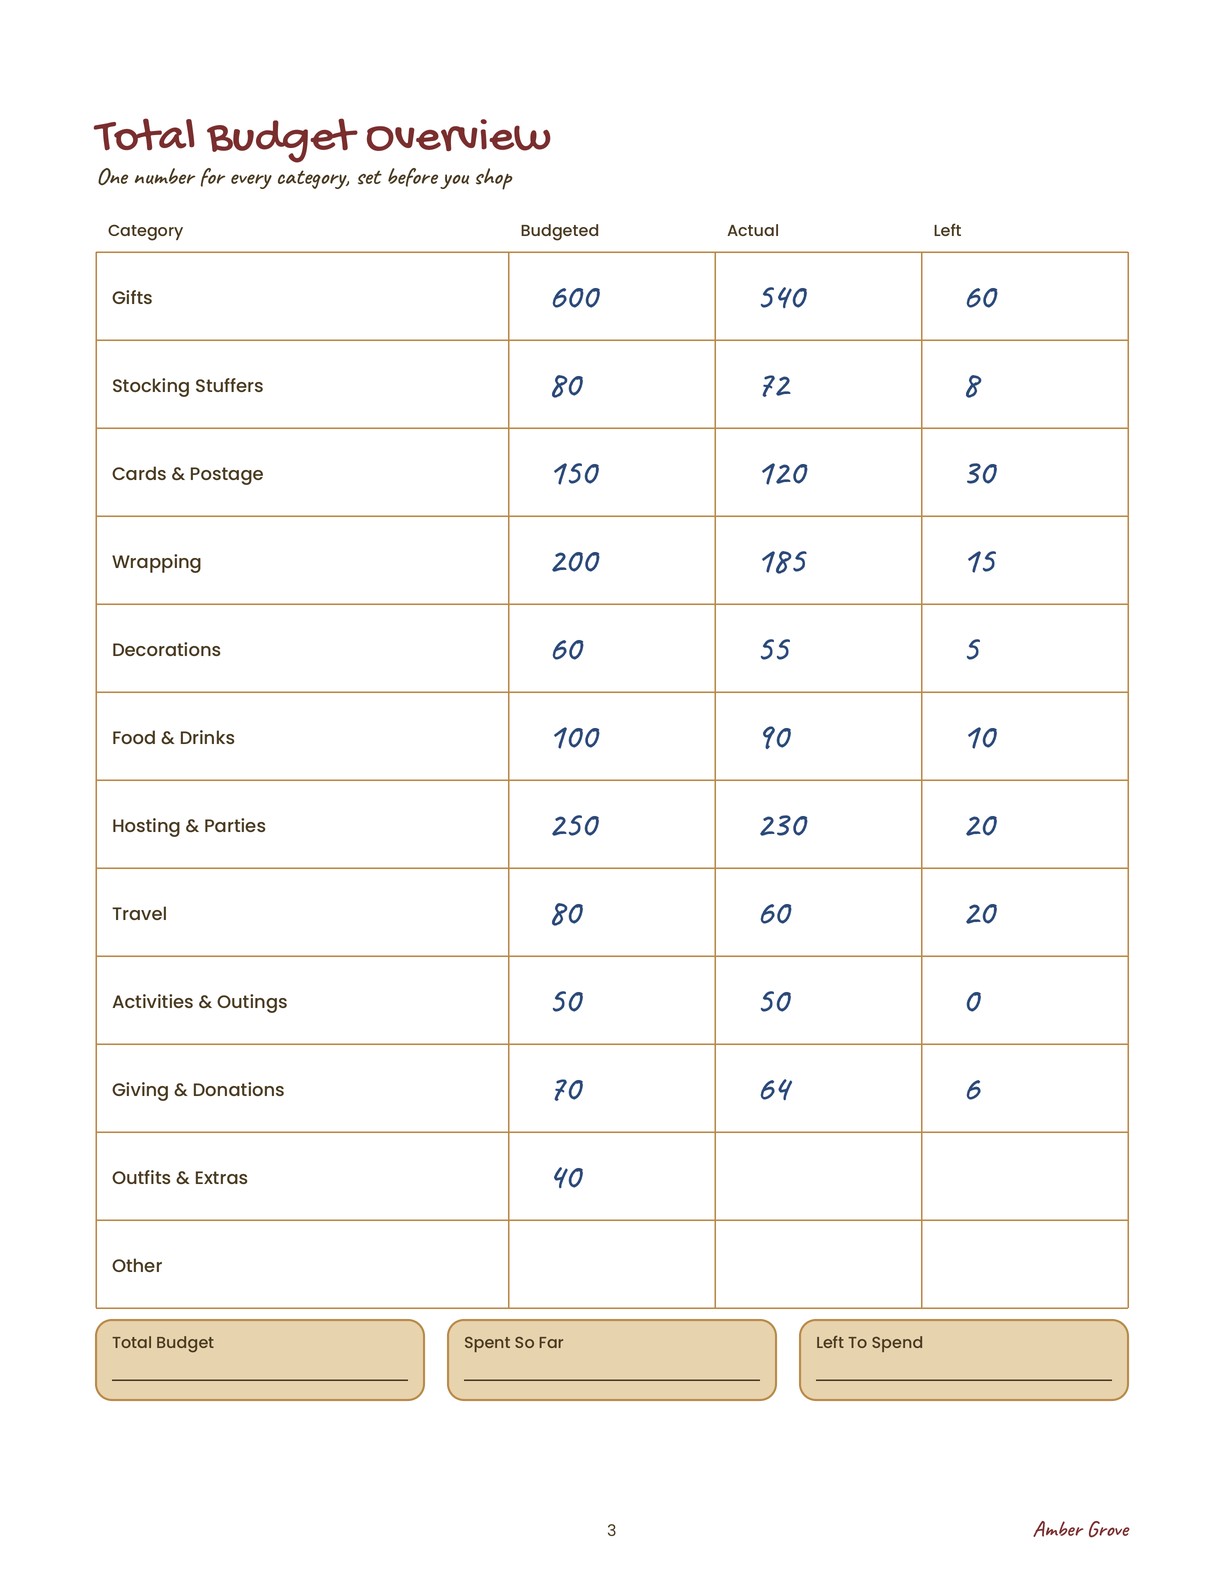 Total Budget Overview
One number for every category, set before you shop
Category Budgeted Actual Left
Gifts 600 540 60
Stocking Stuffers 80 72 8
Cards & Postage 150 120 30
Wrapping 200 185 15
Decorations 60 55 5
Food & Drinks 100 90 10
Hosting & Parties 250 230 20
Travel 80 60 20
Activities & Outings 50 50 0
Giving & Donations 70 64 6
Outfits & Extras 40
Other
Total Budget Spent So Far Left To Spend
3 Amber Grove